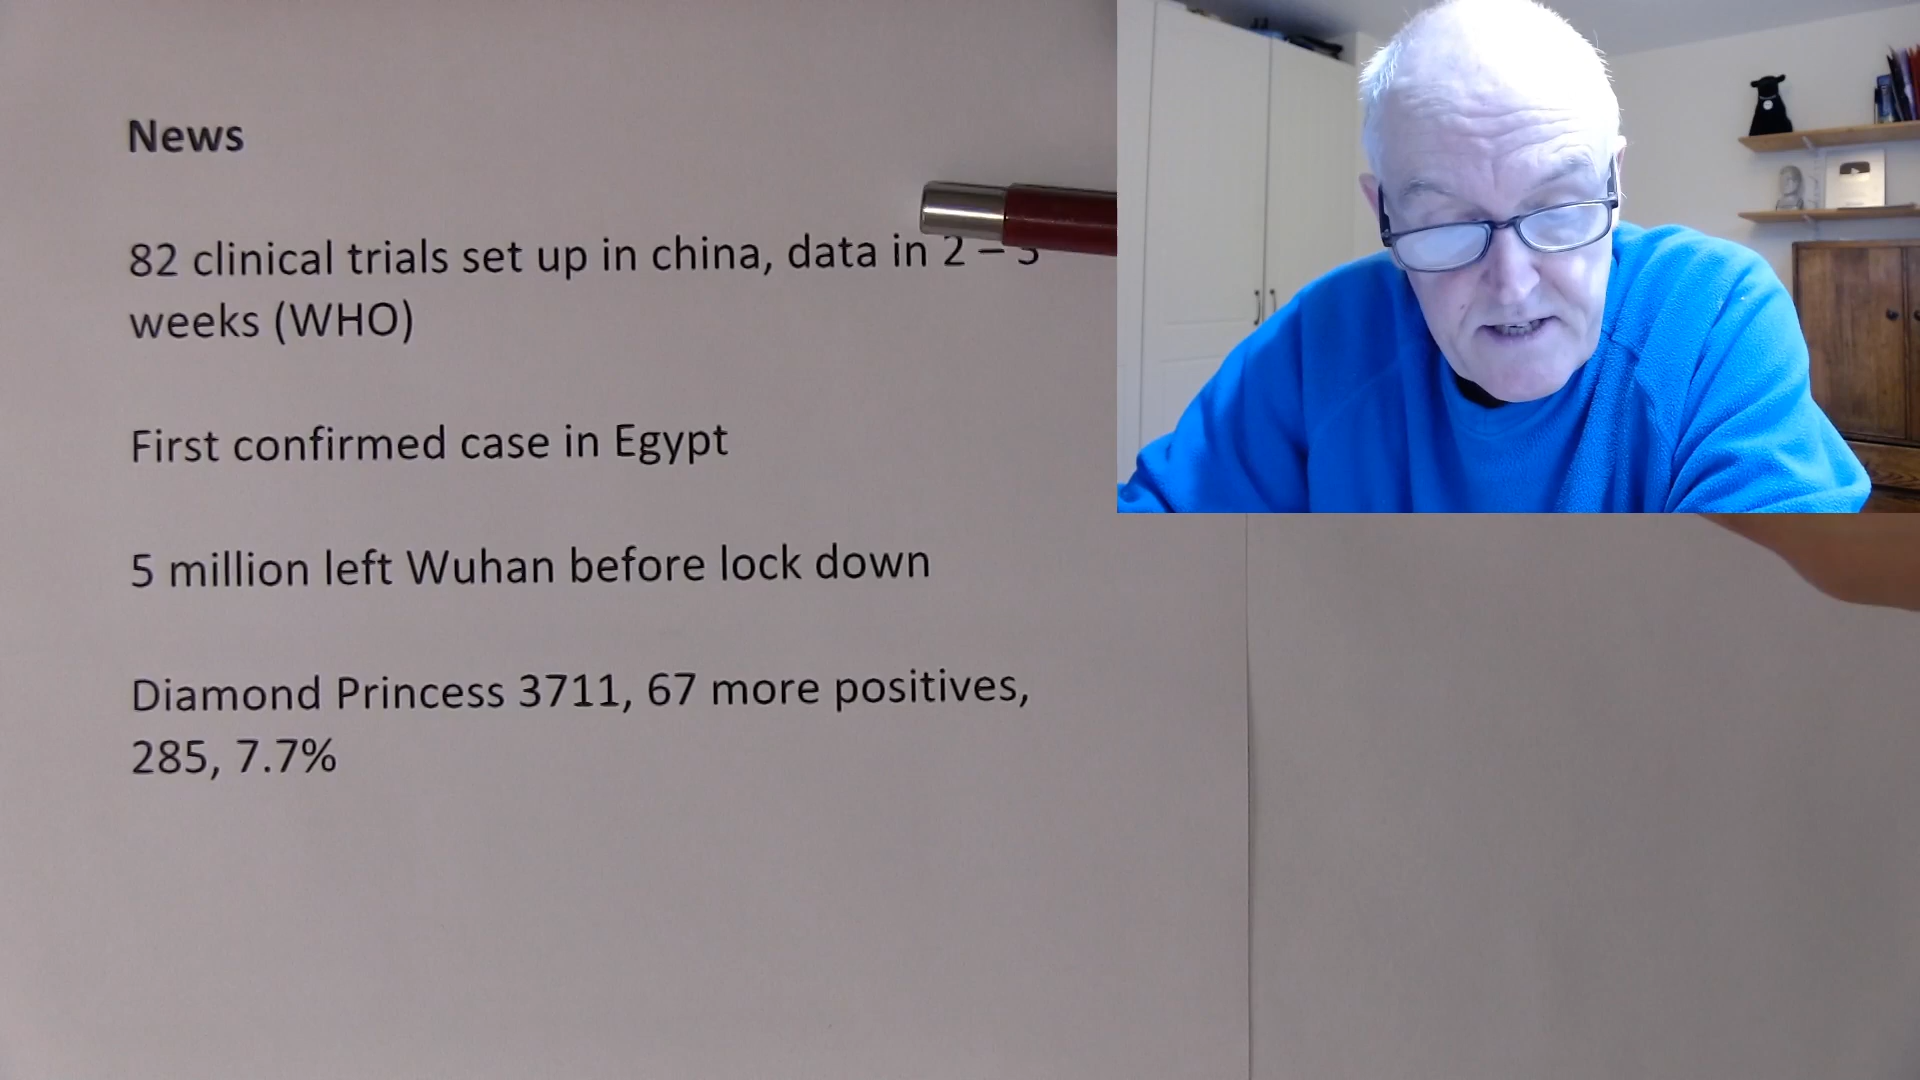 News
82 clinical trials set up in china, data in 2 – 3
weeks (WHO)
First confirmed case in Egypt
5 million left Wuhan before lock down
Diamond Princess 3711, 67 more positives,
285, 7.7%